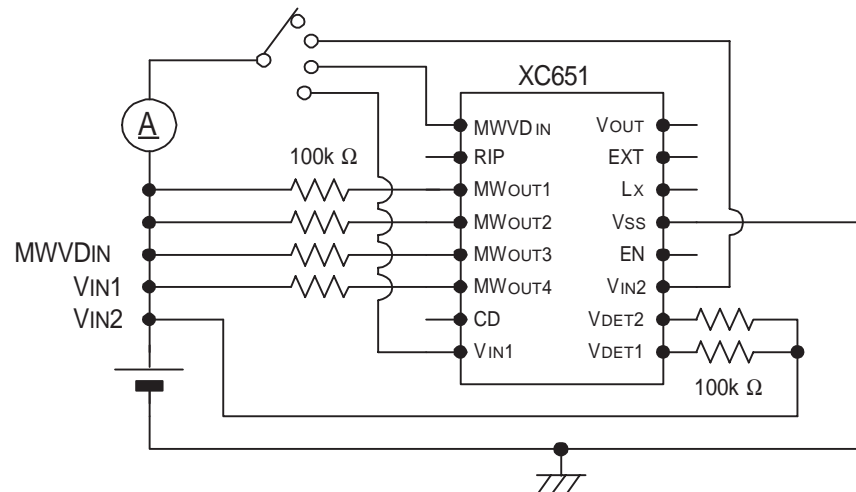 XC651
A
MWVDIN
RIP
MWOUT1
MWOUT2
MWOUT3
MWOUT4
CD
VIN1
VOUT
EXT
LX
VSS
EN
VIN2
VDET2
VDET1
100k Ω
MWVDIN
VIN1
VIN2
100k Ω